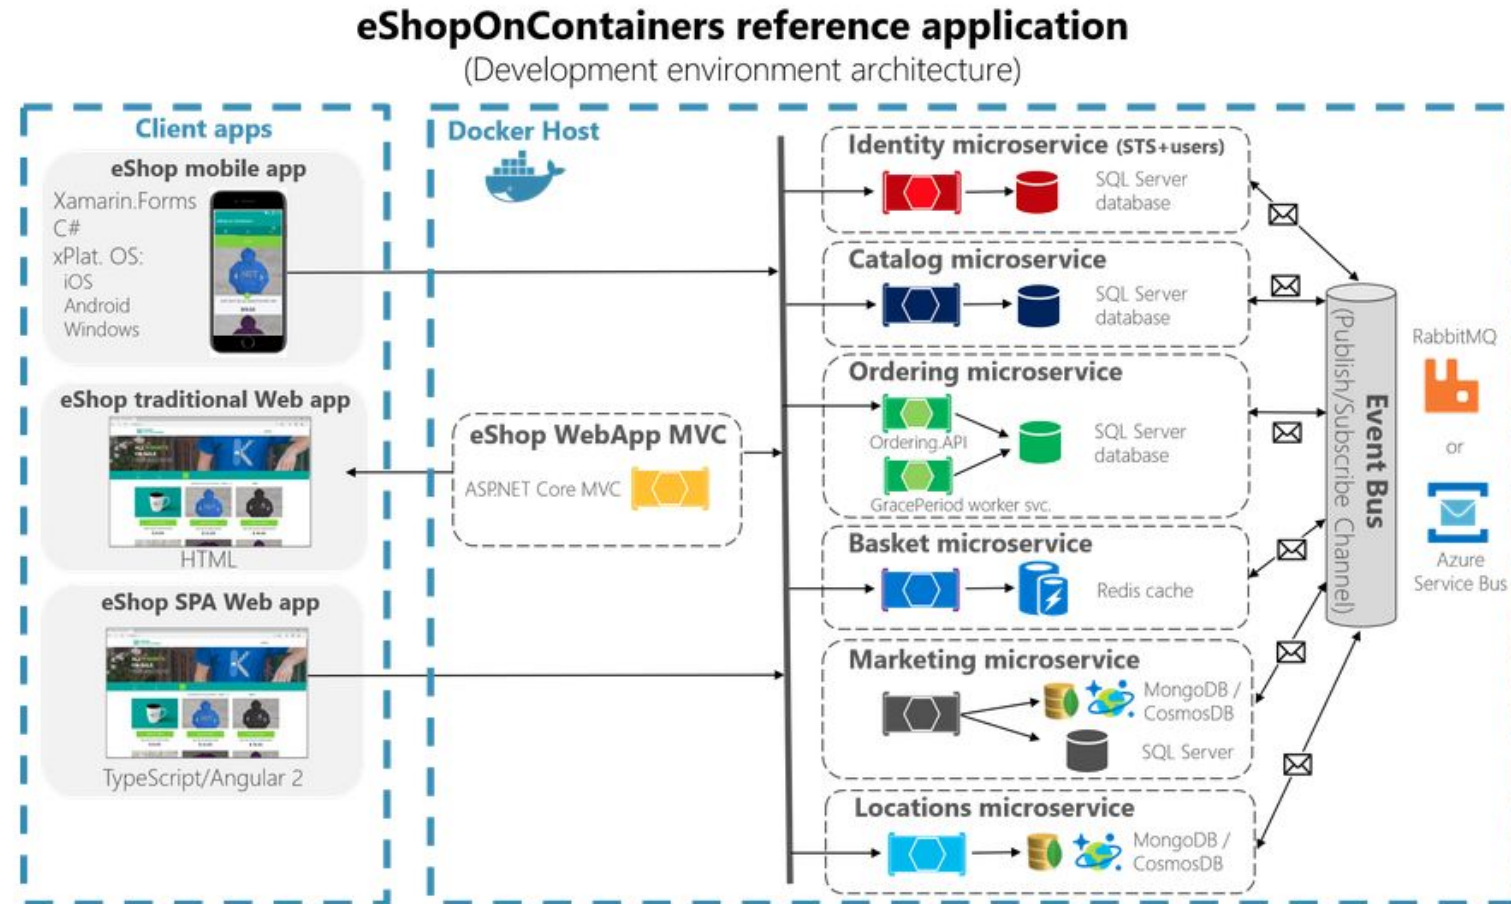 eShopOnContainers reference application
(Development environment architecture)
Client apps
eShop mobile app
Xamarin.Forms
C#
xPlat. OS:
iOS
Android
Windows
eShop traditional Web app
HTML
eShop SPA Web app
TypeScript/Angular 2
Docker Host
eShop WebApp MVC
ASP.NET Core MVC
Identity microservice (STS+users)
SQL Server
database
Catalog microservice
SQL Server
database
Ordering microservice
Ordering.API
GracePeriod worker svc.
SQL Server
database
Basket microservice
Redis cache
Marketing microservice
MongoDB /
CosmosDB
SQL Server
Locations microservice
MongoDB /
CosmosDB
Event Bus
(Publish/Subscribe Channel)
RabbitMQ
or
Azure
Service Bus